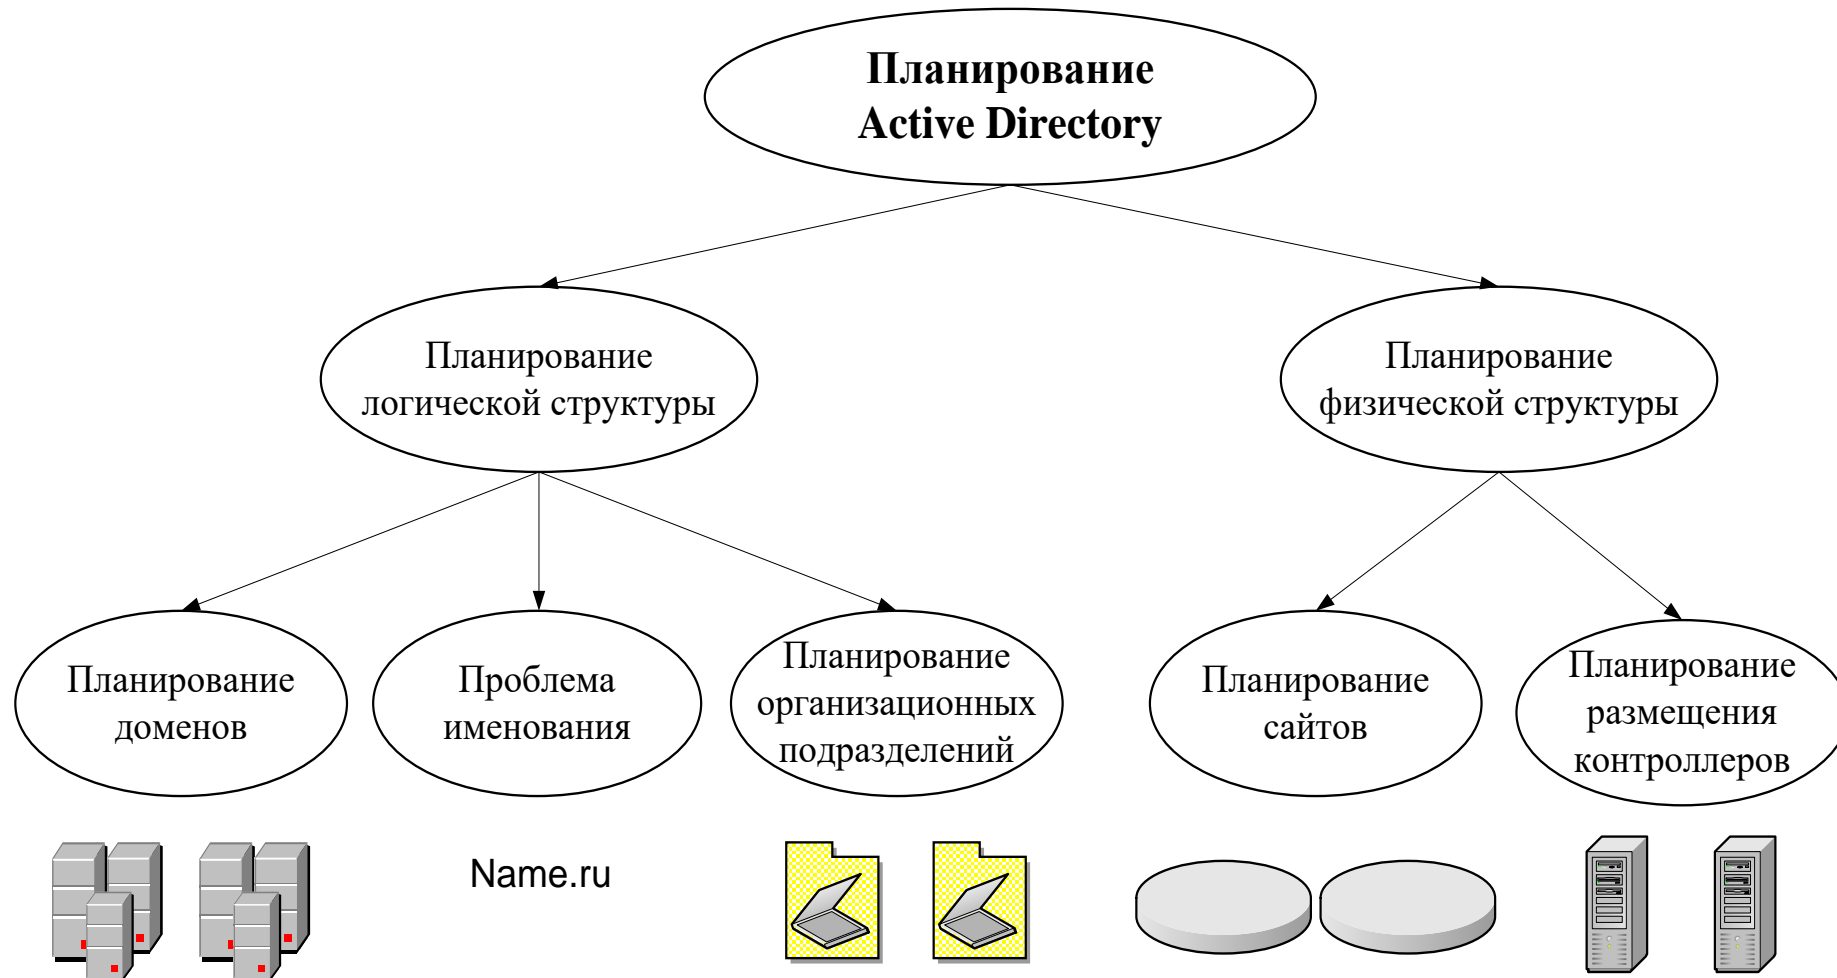 Планирование
Active Directory
Планирование
логической структуры
Планирование
физической структуры
Планирование
доменов
Проблема
именования
Планирование
организационных
подразделений
Планирование
сайтов
Планирование
размещения
контроллеров
Name.ru